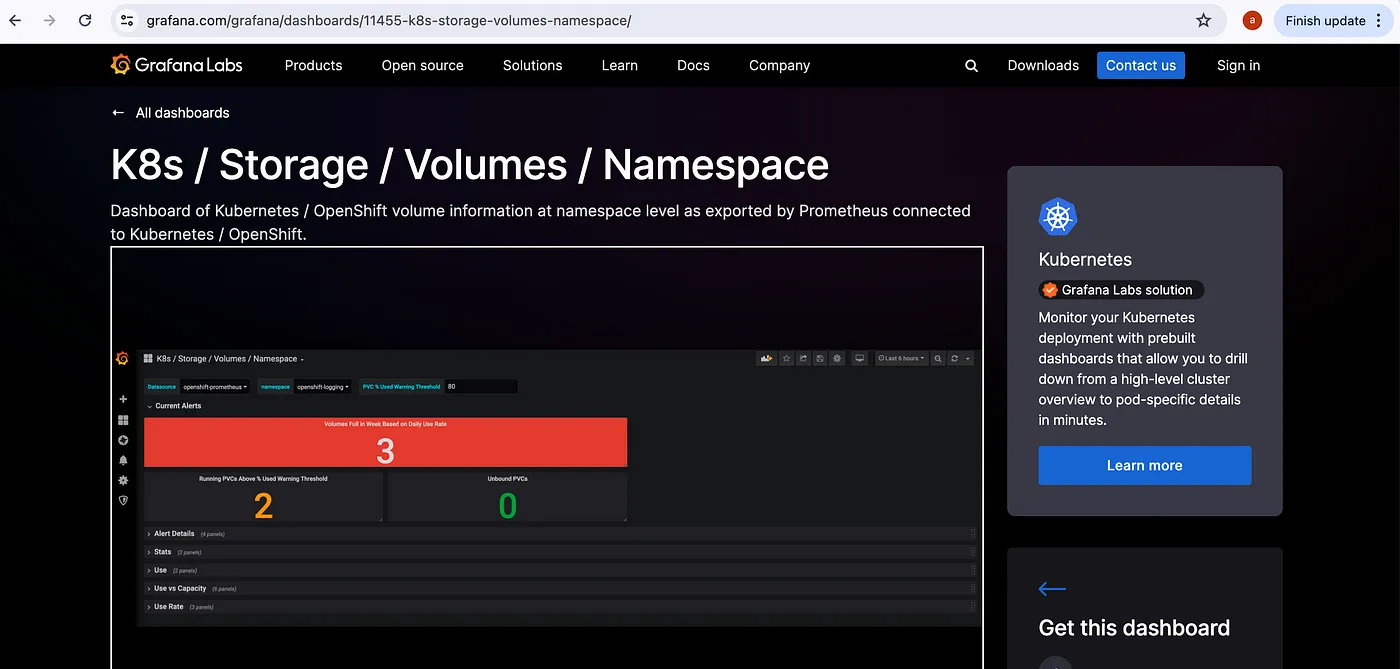 grafana.com/grafana/dashboards/11455-k8s-storage-volumes-namespace/
a
Finish update
Grafana Labs
Products
Open source
Solutions
Learn
Docs
Company
Downloads
Contact us
Sign in
← All dashboards
K8s / Storage / Volumes / Namespace
Dashboard of Kubernetes / OpenShift volume information at namespace level as exported by Prometheus connected
to Kubernetes / OpenShift.
K8s / Storage / Volumes / Namespace
Last 6 hours
Datasource
openshift-prometheus
namespace
openshift-logging
PVC % Used Warning Threshold
80
Current Alerts
Volumes Full in Week Based on Daily Use Rate
3
Running PVCs Above % Used Warning Threshold
2
Unbound PVCs
0
Alert Details (4 panels)
Stats (2 panels)
Use (2 panels)
Use vs Capacity (6 panels)
Use Rate (3 panels)
Kubernetes
Grafana Labs solution
Monitor your Kubernetes
deployment with prebuilt
dashboards that allow you to drill
down from a high-level cluster
overview to pod-specific details
in minutes.
Learn more
Get this dashboard